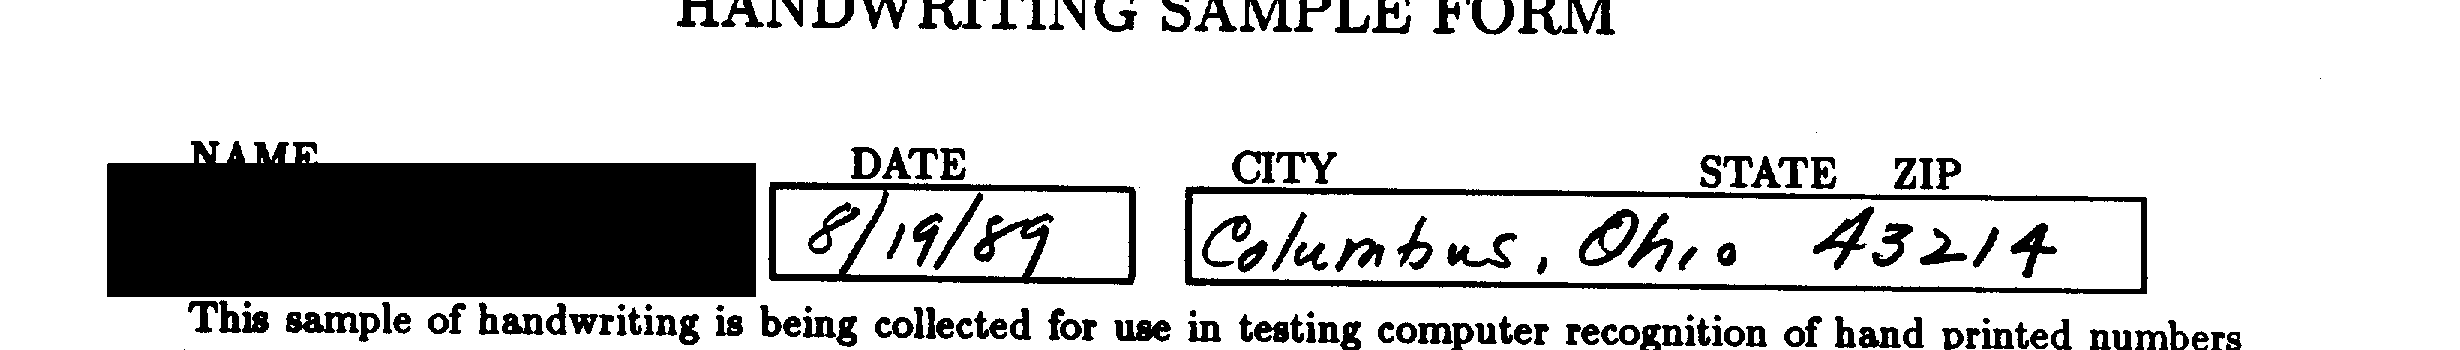 HANDWRITING SAMPLE FORM
NAME DATE CITY STATE ZIP
8/19/89 Columbus, Ohio 43214
This sample of handwriting is being collected for use in testing computer recognition of hand printed numbers